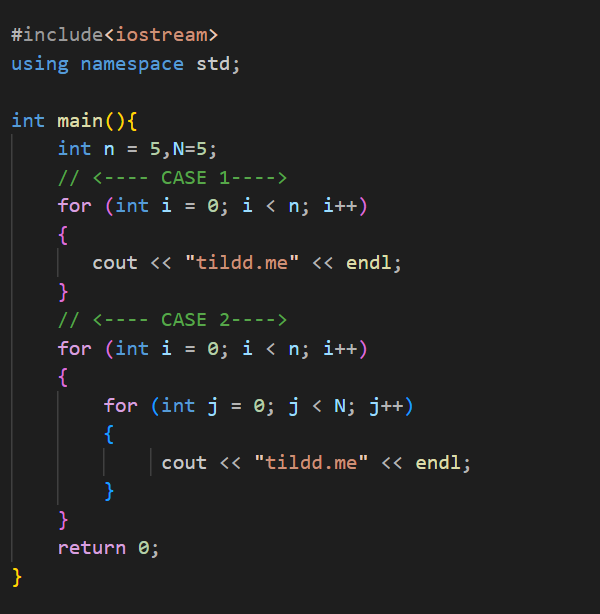 #include<iostream>
using namespace std;
int main(){
int n = 5,N=5;
// <---- CASE 1---->
for (int i = 0; i < n; i++)
{
cout << "tildd.me" << endl;
}
// <---- CASE 2---->
for (int i = 0; i < n; i++)
{
for (int j = 0; j < N; j++)
{
cout << "tildd.me" << endl;
}
}
return 0;
}